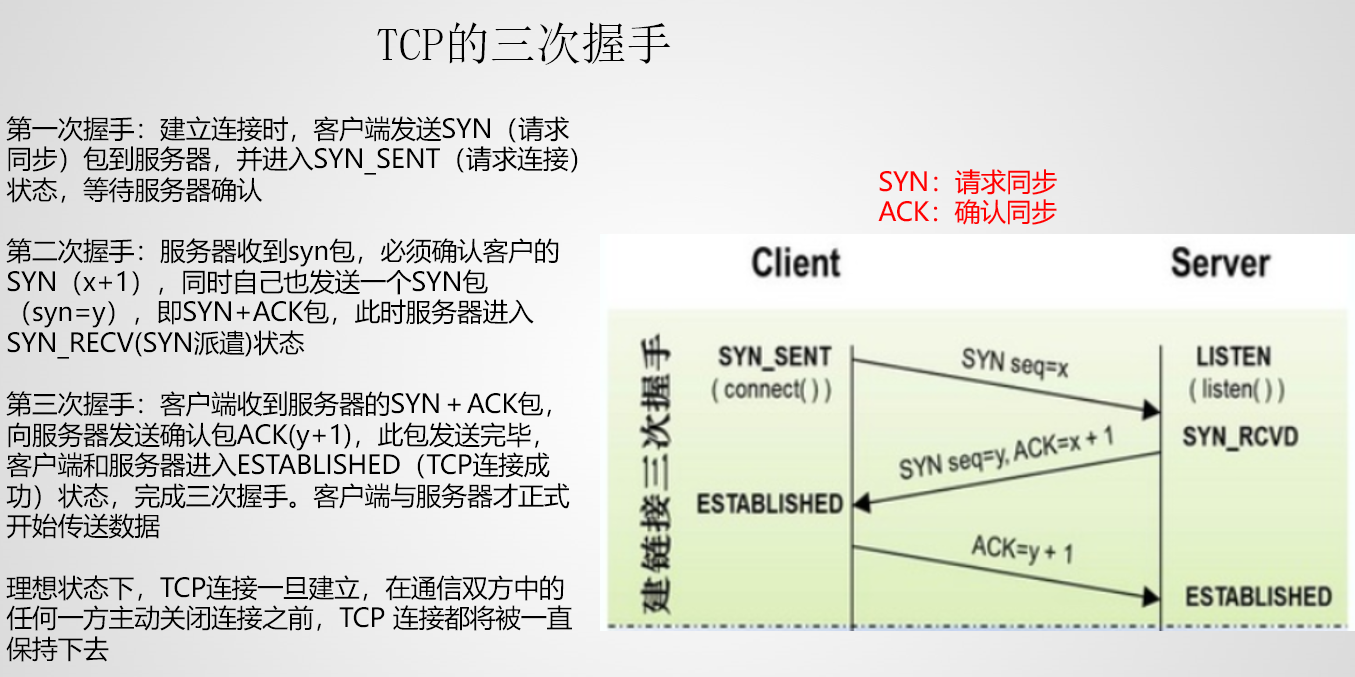 TCP的三次握手
第一次握手：建立连接时，客户端发送SYN（请求
同步）包到服务器，并进入SYN_SENT（请求连接）
状态，等待服务器确认
第二次握手：服务器收到syn包，必须确认客户的
SYN（x+1），同时自己也发送一个SYN包
（syn=y），即SYN+ACK包，此时服务器进入
SYN_RECV(SYN派遣)状态
第三次握手：客户端收到服务器的SYN＋ACK包，
向服务器发送确认包ACK(y+1)，此包发送完毕，
客户端和服务器进入ESTABLISHED（TCP连接成
功）状态，完成三次握手。客户端与服务器才正式
开始传送数据
理想状态下，TCP连接一旦建立，在通信双方中的
任何一方主动关闭连接之前，TCP 连接都将被一直
保持下去
SYN：请求同步
ACK：确认同步
Client
Server
建链接三次握手
SYN_SENT
( connect( ) )
SYN seq=x
LISTEN
( listen( ) )
SYN_RCVD
SYN seq=y, ACK=x + 1
ESTABLISHED
ACK=y + 1
ESTABLISHED